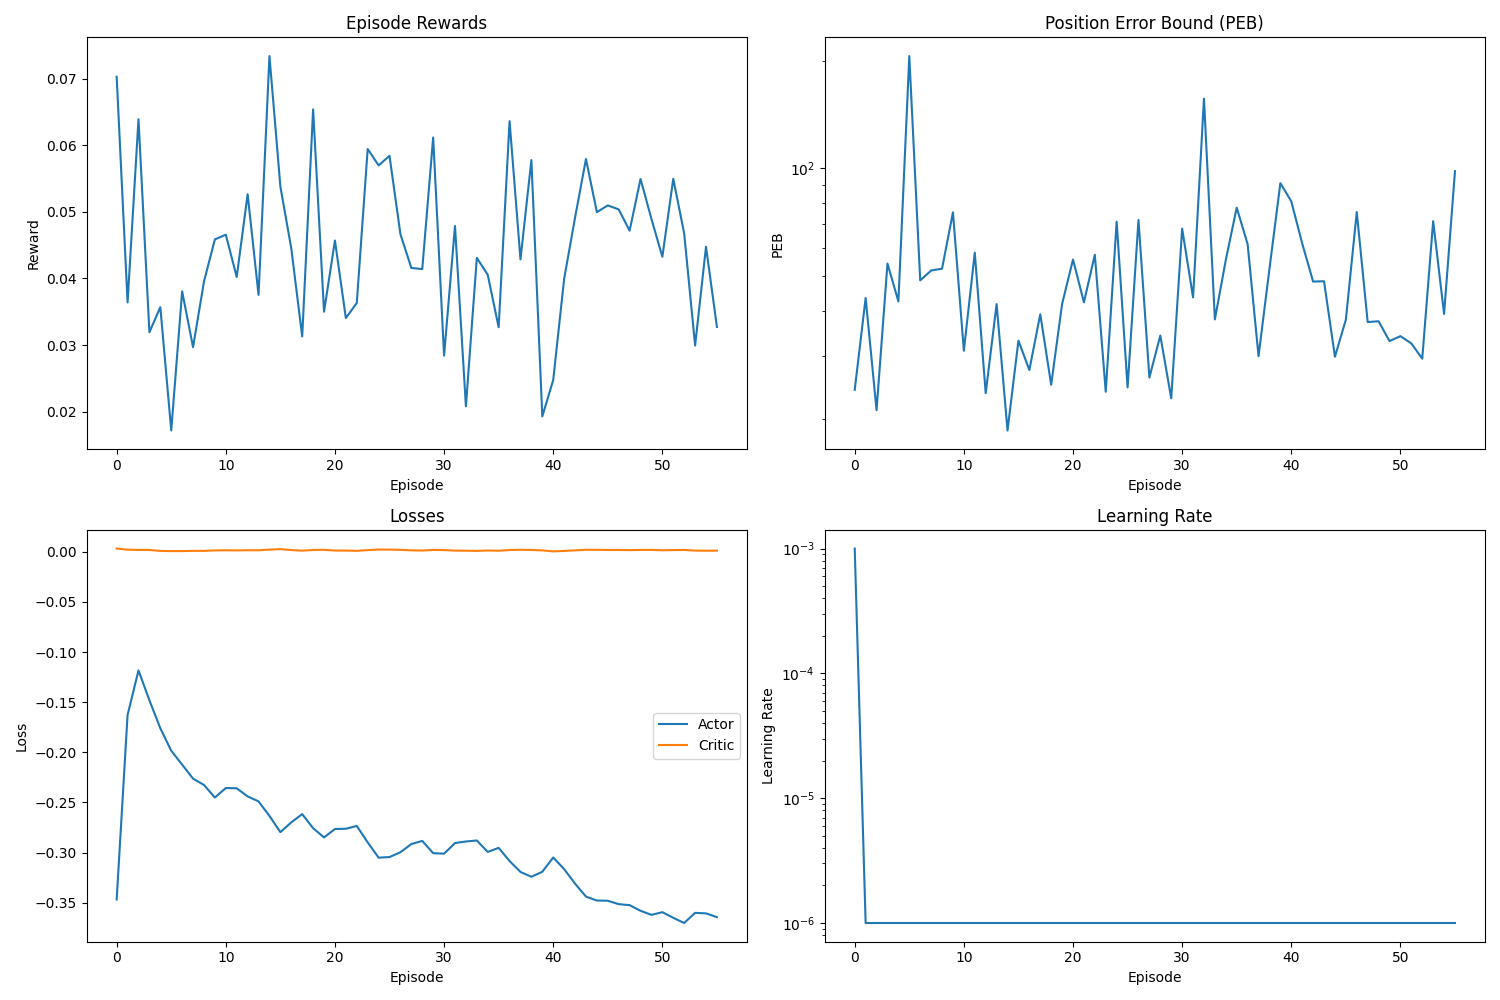 Episode Rewards
Reward
0.07
0.06
0.05
0.04
0.03
0.02
0 10 20 30 40 50
Episode
Position Error Bound (PEB)
PEB
10²
0 10 20 30 40 50
Episode
Losses
Loss
0.00
−0.05
−0.10
−0.15
−0.20
−0.25
−0.30
−0.35
Actor
Critic
0 10 20 30 40 50
Episode
Learning Rate
Learning Rate
10⁻³
10⁻⁴
10⁻⁵
10⁻⁶
0 10 20 30 40 50
Episode